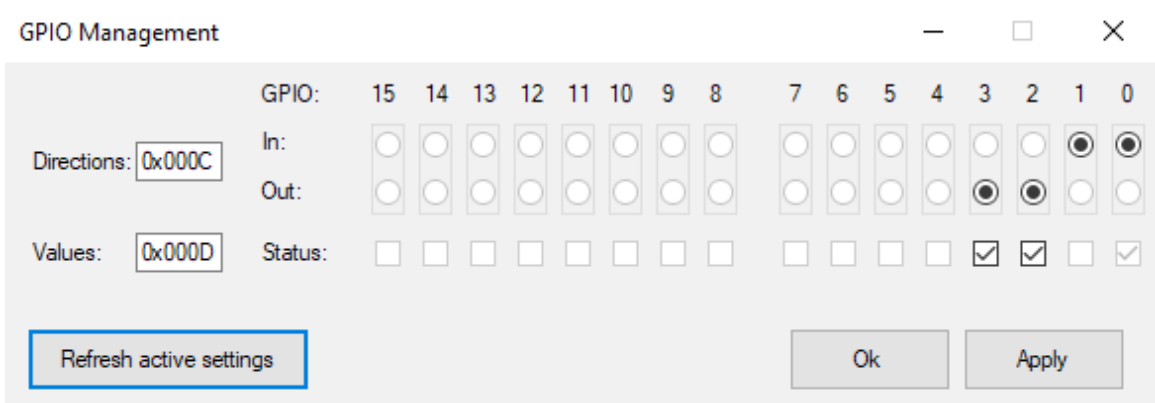 GPIO Management
GPIO: 15 14 13 12 11 10 9 8 7 6 5 4 3 2 1 0
In:
Directions: 0x000C
Out:
Values: 0x000D Status:
Refresh active settings Ok Apply